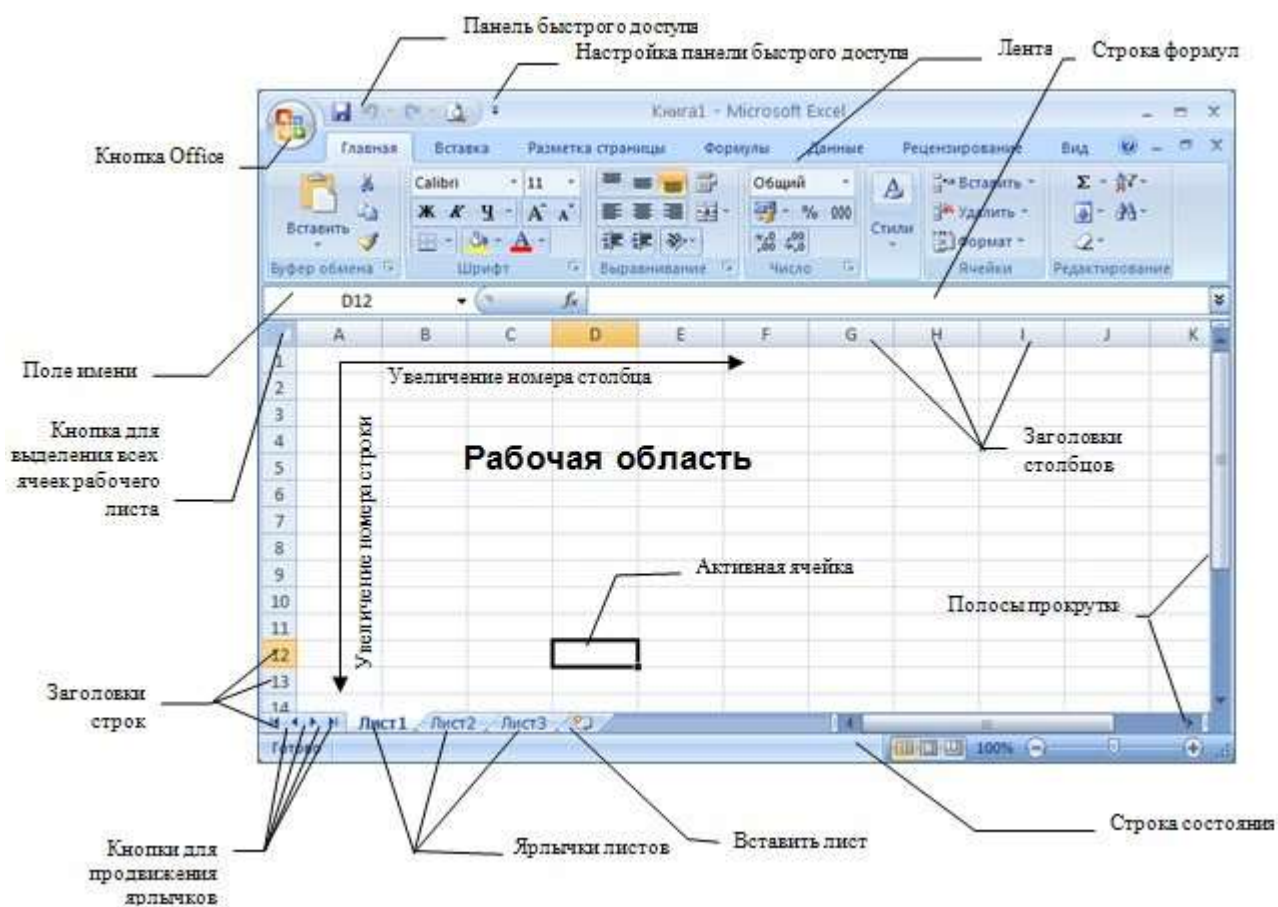 Панель быстрого доступа
Настройка панели быстрого доступа
Лента
Строка формул
Книга1 - Microsoft Excel
Кнопка Office
Главная Вставка Разметка страницы Формулы Данные Рецензирование Вид
Calibri 11 Общий Вставить
Ж К Ч А А % 000 Удалить
Вставить Стили
А Формат
Буфер обмена Шрифт Выравнивание Число Ячейки Редактирование
D12 fx
A B C D E F G H I J K
Поле имени
Увеличение номера столбца
1
2
3
4
5
6
7
8
9
10
11
12
13
14
Кнопка для
выделения всех
ячеек рабочего
листа
Увеличение номера строки
Рабочая область
Заголовки
столбцов
Активная ячейка
Полосы прокрутки
Заголовки
строк
Лист1 Лист2 Лист3
Готово 100%
Кнопки для
продвижения
ярлычков
Ярлычки листов
Вставить лист
Строка состояния